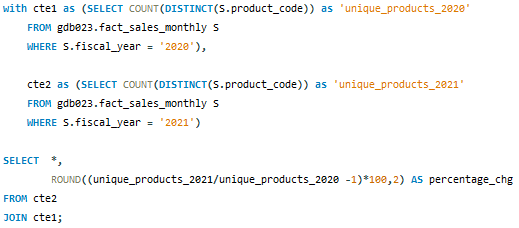 with cte1 as (SELECT COUNT(DISTINCT(S.product_code)) as 'unique_products_2020'
FROM gdb023.fact_sales_monthly S
WHERE S.fiscal_year = '2020'),
cte2 as (SELECT COUNT(DISTINCT(S.product_code)) as 'unique_products_2021'
FROM gdb023.fact_sales_monthly S
WHERE S.fiscal_year = '2021')
SELECT *,
ROUND((unique_products_2021/unique_products_2020 -1)*100,2) AS percentage_chg
FROM cte2
JOIN cte1;